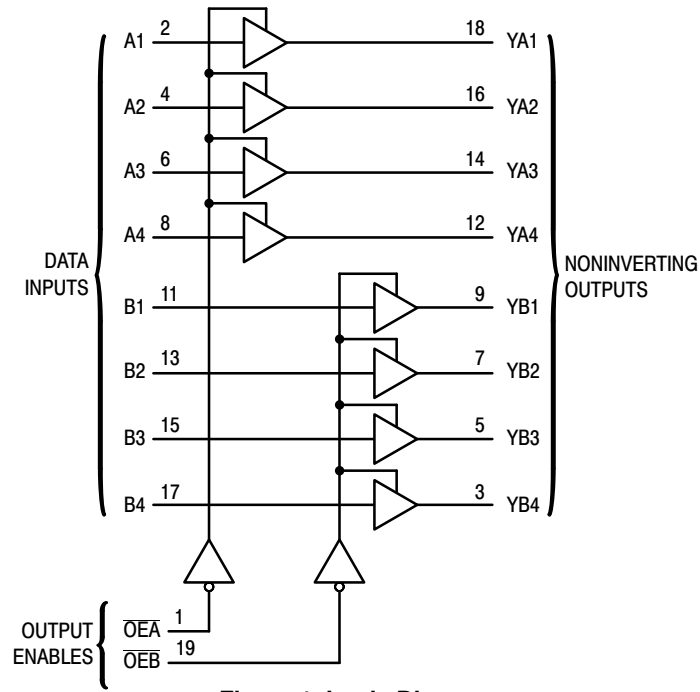 A1 2 18 YA1
A2 4 16 YA2
A3 6 14 YA3
A4 8 12 YA4
DATA
INPUTS
NONINVERTING
OUTPUTS
B1 11 9 YB1
B2 13 7 YB2
B3 15 5 YB3
B4 17 3 YB4
OUTPUT
ENABLES
O̅E̅A̅ 1
O̅E̅B̅ 19